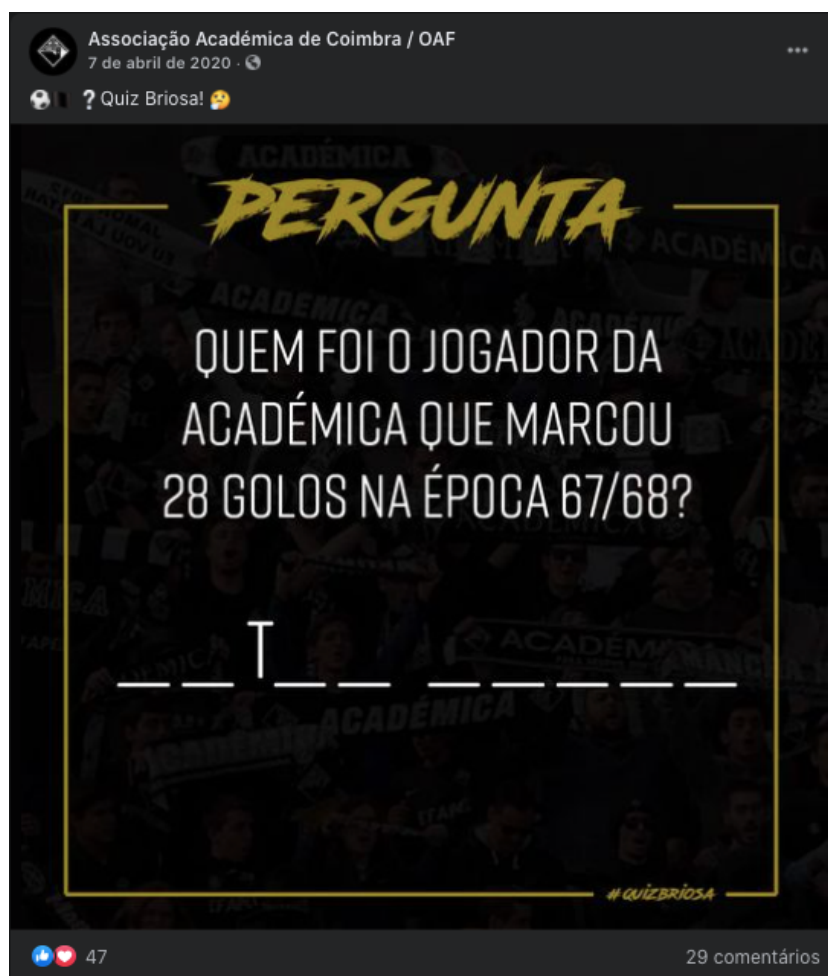 Associação Académica de Coimbra / OAF
7 de abril de 2020
Quiz Briosa!
PERGUNTA
QUEM FOI O JOGADOR DA
ACADÉMICA QUE MARCOU
28 GOLOS NA ÉPOCA 67/68?
_ _ T _ _ _ _ _ _ _
#QUIZBRIOSA
47
29 comentários